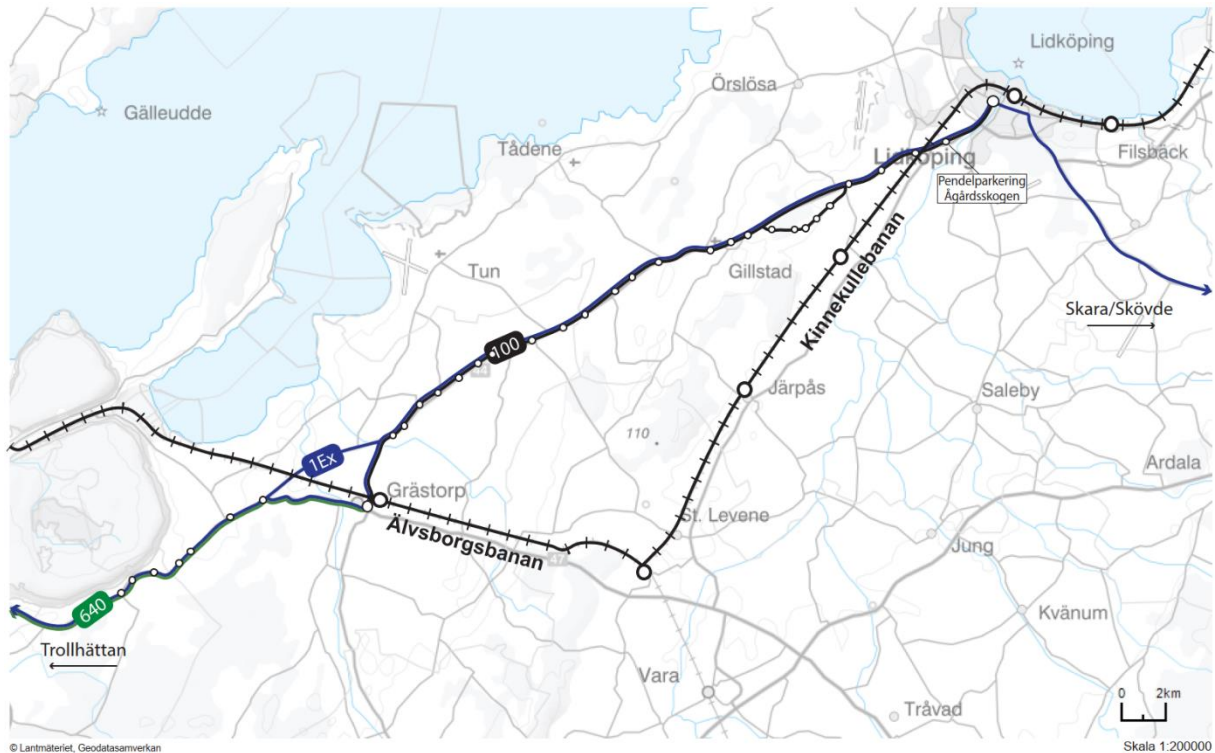 Lidköping
Gälleudde
Örslösa
Tådene
Filsbäck
Lidköping
Pendelparkering
Ågårdsskogen
Tun
Gillstad
Kinnekullebanan
Skara/Skövde
100
Järpås
Saleby
110
1Ex
Ardala
Grästorp
Älvsborgsbanan
St. Levene
47
Jung
640
Kvänum
Trollhättan
Vara
Tråvad
0 2km
© Lantmäteriet, Geodatasamverkan
Skala 1:200000